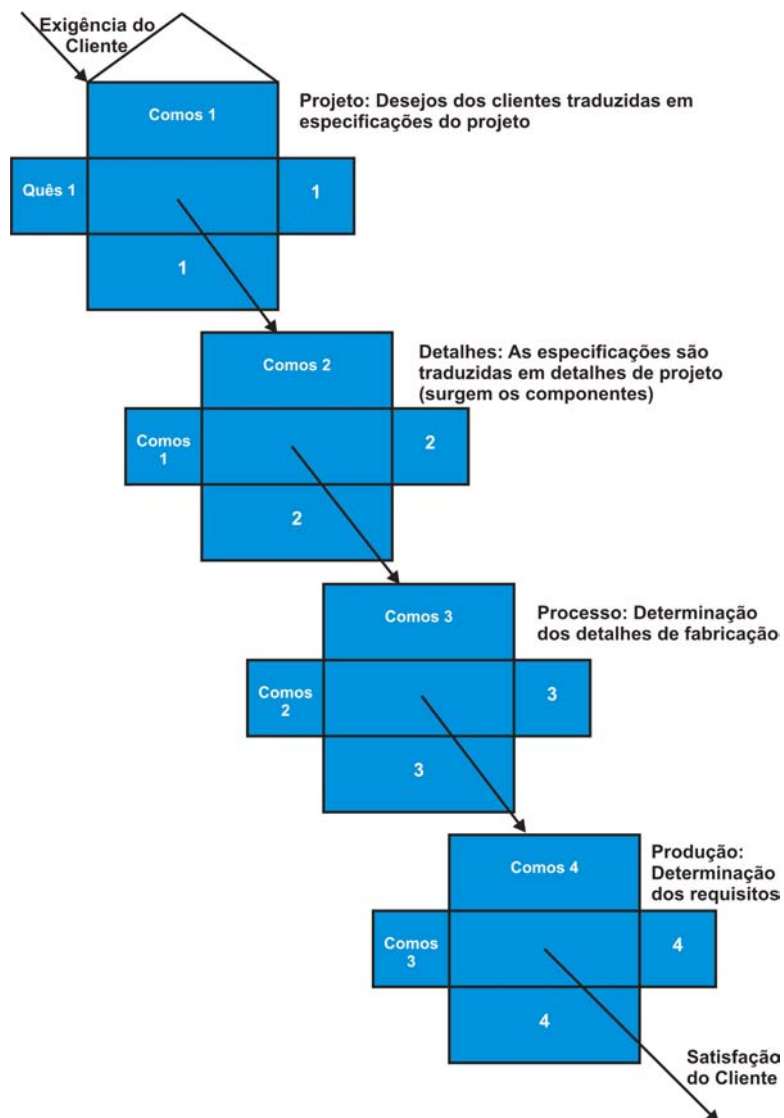 Exigência do
Cliente
Comos 1
Projeto: Desejos dos clientes traduzidas em
especificações do projeto
Quês 1
1
1
Comos 2
Detalhes: As especificações são
traduzidas em detalhes de projeto
(surgem os componentes)
Comos
1
2
2
Comos 3
Processo: Determinação
dos detalhes de fabricação
Comos
2
3
3
Comos 4
Produção:
Determinação
dos requisitos
Comos
3
4
4
Satisfação
do Cliente